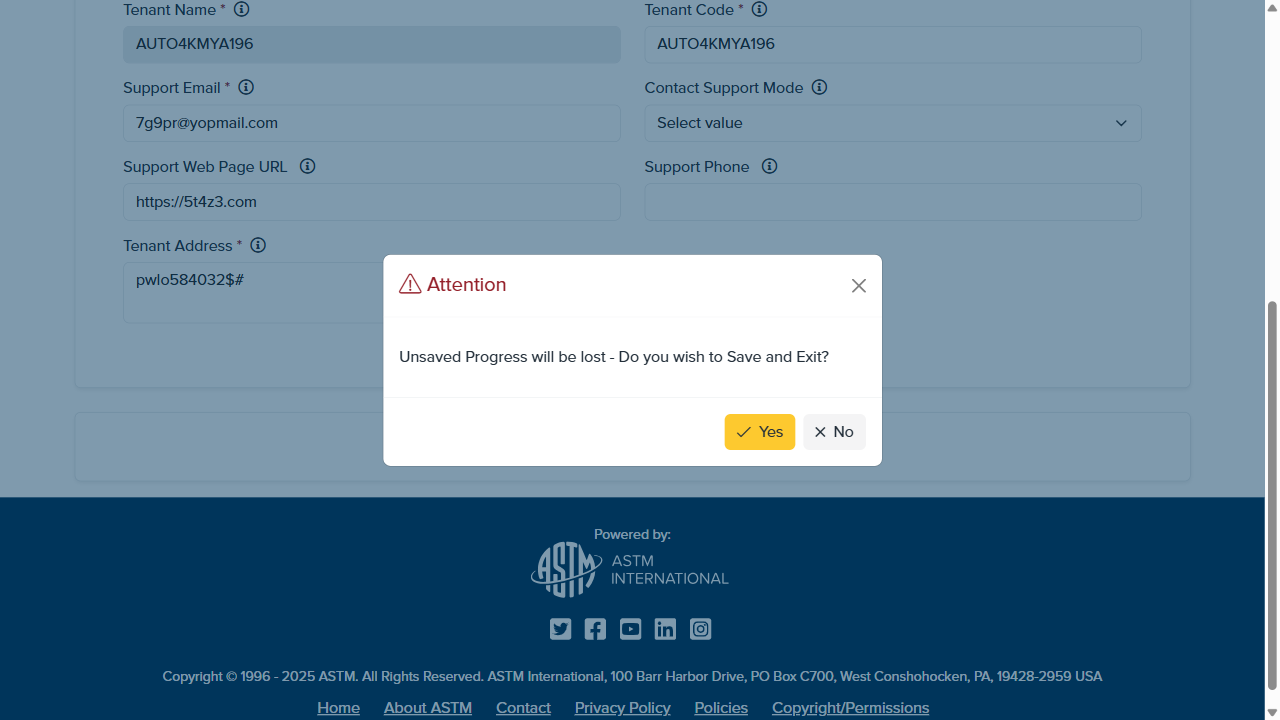 Tenant Name *
Tenant Code *
AUTO4KMYA196
AUTO4KMYA196
Support Email *
Contact Support Mode
7g9pr@yopmail.com
Select value
Support Web Page URL
Support Phone
https://5t4z3.com
Tenant Address *
pwlo584032$#
Attention
Unsaved Progress will be lost - Do you wish to Save and Exit?
Yes
No
Powered by:
ASTM
ASTM
INTERNATIONAL
Copyright © 1996 - 2025 ASTM. All Rights Reserved. ASTM International, 100 Barr Harbor Drive, PO Box C700, West Conshohocken, PA, 19428-2959 USA
Home About ASTM Contact Privacy Policy Policies Copyright/Permissions